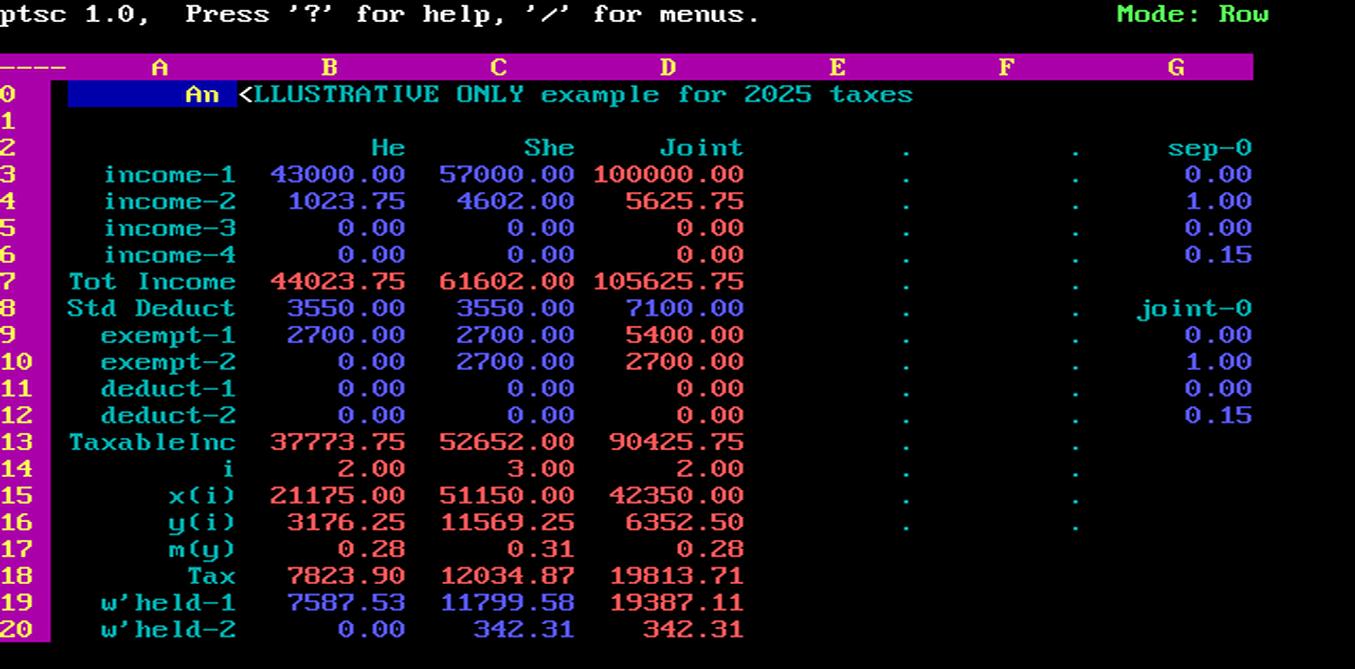 ptsc 1.0,  Press '?' for help, '/' for menus.    Mode: Row
----    A    B    C    D    E    F    G
0    An <LLUSTRATIVE ONLY example for 2025 taxes
1
2    He    She    Joint    .    .    sep-0
3    income-1    43000.00    57000.00    100000.00    .    .    0.00
4    income-2    1023.75    4602.00    5625.75    .    .    1.00
5    income-3    0.00    0.00    0.00    .    .    0.00
6    income-4    0.00    0.00    0.00    .    .    0.15
7    Tot Income    44023.75    61602.00    105625.75    .    .
8    Std Deduct    3550.00    3550.00    7100.00    .    .    joint-0
9    exempt-1    2700.00    2700.00    5400.00    .    .    0.00
10    exempt-2    0.00    2700.00    2700.00    .    .    1.00
11    deduct-1    0.00    0.00    0.00    .    .    0.00
12    deduct-2    0.00    0.00    0.00    .    .    0.15
13    TaxableInc    37773.75    52652.00    90425.75    .    .
14    i    2.00    3.00    2.00    .    .
15    x(i)    21175.00    51150.00    42350.00    .    .
16    y(i)    3176.25    11569.25    6352.50    .    .
17    m(y)    0.28    0.31    0.28
18    Tax    7823.90    12034.87    19813.71
19    w'held-1    7587.53    11799.58    19387.11
20    w'held-2    0.00    342.31    342.31